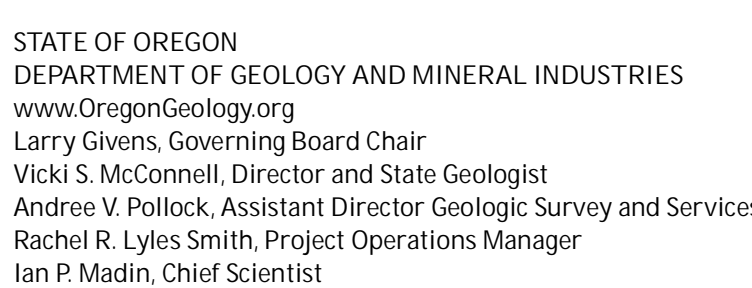 STATE OF OREGON
DEPARTMENT OF GEOLOGY AND MINERAL INDUSTRIES
www.OregonGeology.org
Larry Givens, Governing Board Chair
Vicki S. McConnell, Director and State Geologist
Andree V. Pollock, Assistant Director Geologic Survey and Services
Rachel R. Lyles Smith, Project Operations Manager
Ian P. Madin, Chief Scientist